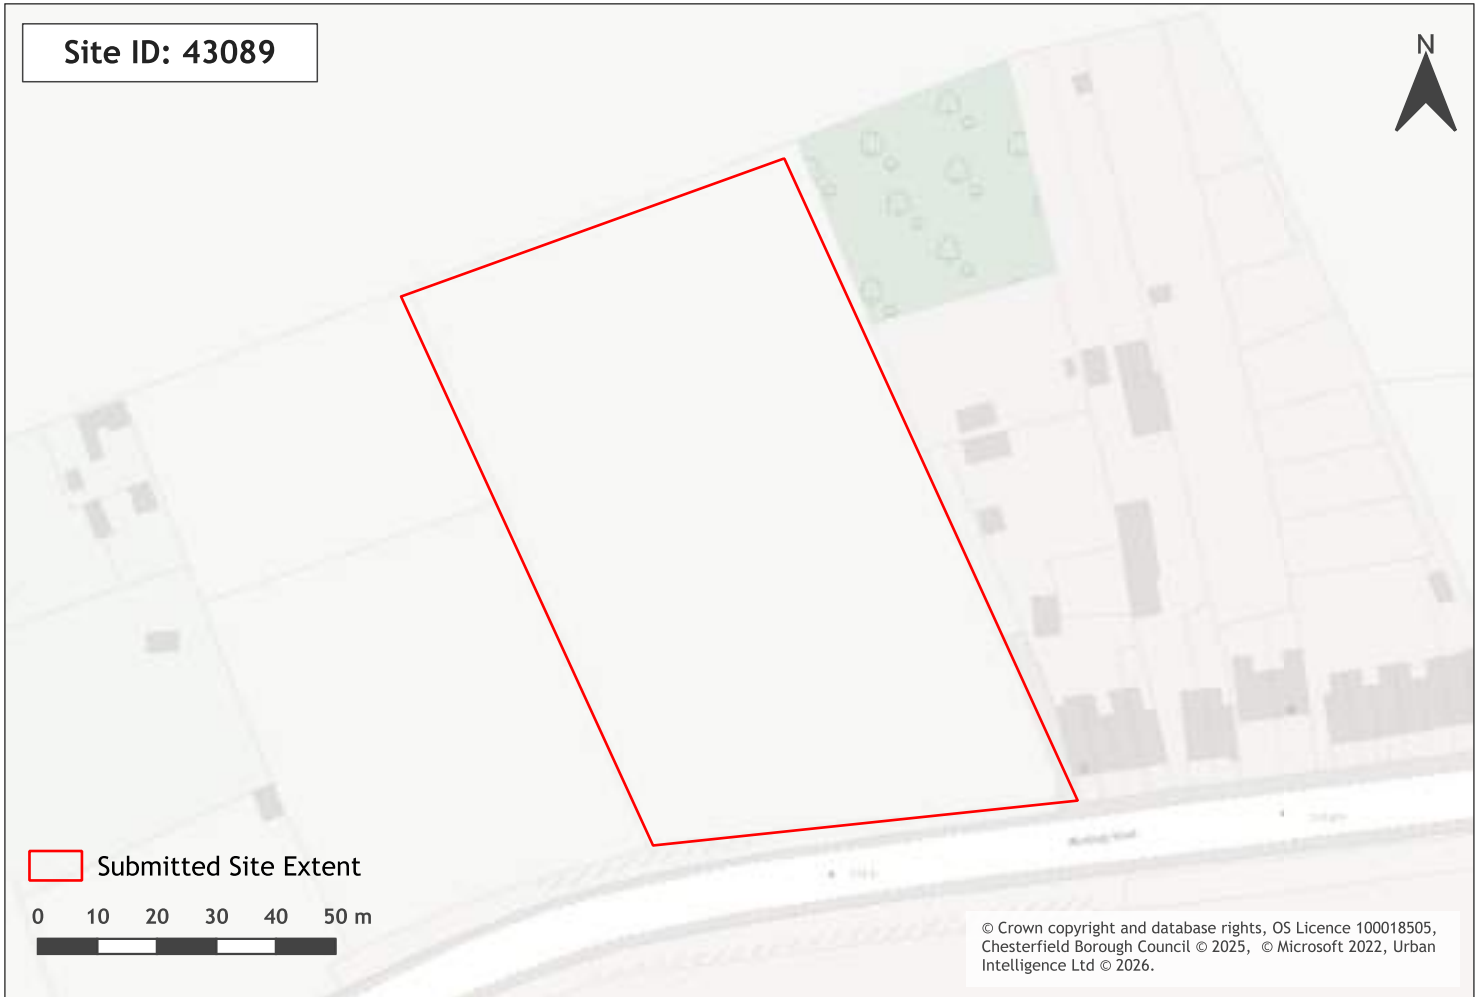 Site ID: 43089
N
Submitted Site Extent
0 10 20 30 40 50 m
© Crown copyright and database rights, OS Licence 100018505,
Chesterfield Borough Council © 2025, © Microsoft 2022, Urban
Intelligence Ltd © 2026.